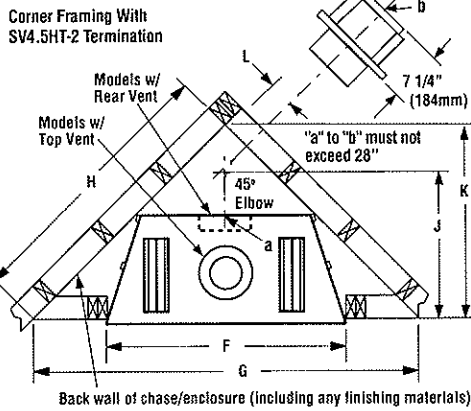 Corner Framing With
SV4.5HT-2 Termination
b
L
7 1/4"
(184mm)
Models w/
Rear Vent
Models w/
Top Vent
"a" to "b" must not
exceed 28"
H
K
45°
Elbow
J
a
F
G
Back wall of chase/enclosure (including any finishing materials)